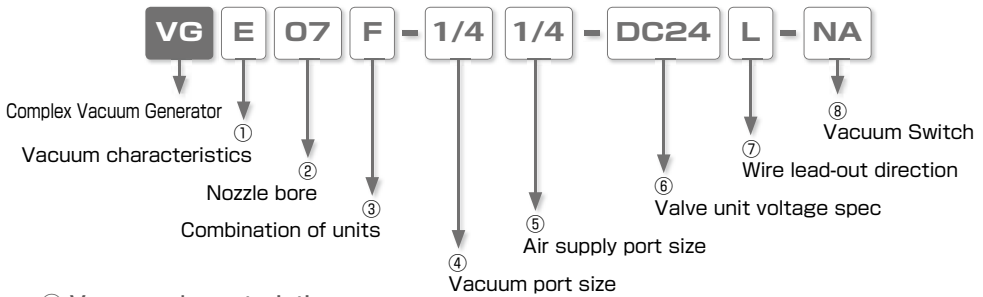 VG E 07 F - 1/4 1/4 - DC24 L - NA
Complex Vacuum Generator
①
Vacuum characteristics
②
Nozzle bore
③
Combination of units
④
Vacuum port size
⑤
Air supply port size
⑥
Valve unit voltage spec
⑦
Wire lead-out direction
⑧
Vacuum Switch